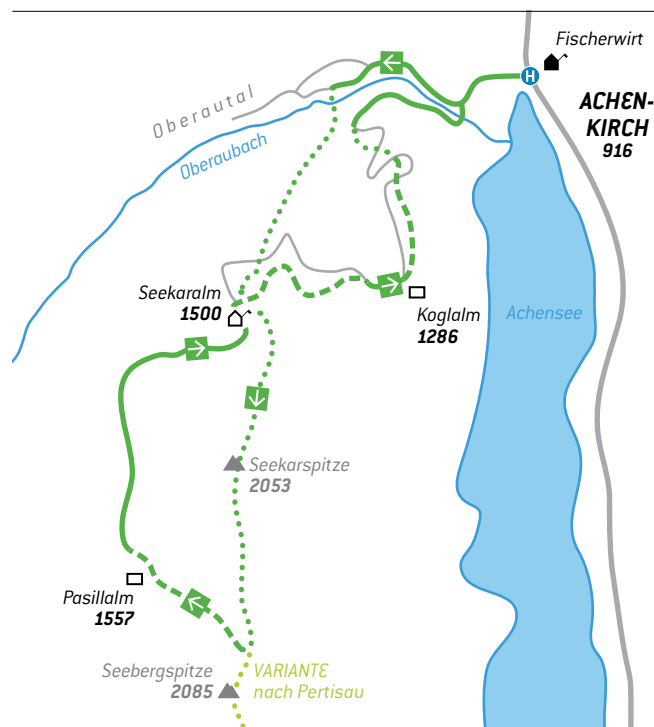 Fischerwirt
H
ACHEN-
KIRCH
916
Oberautal
Oberaubach
Seekaralm
1500
Koglalm
1286
Achensee
Seekarspitze
2053
Pasillalm
1557
Seebergspitze
2085
VARIANTE
nach Pertisau